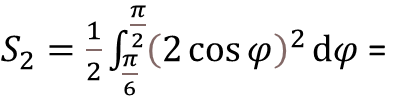 S₂ = 1/2 ∫_{π/6}^{π/2} (2 cos φ)² dφ =